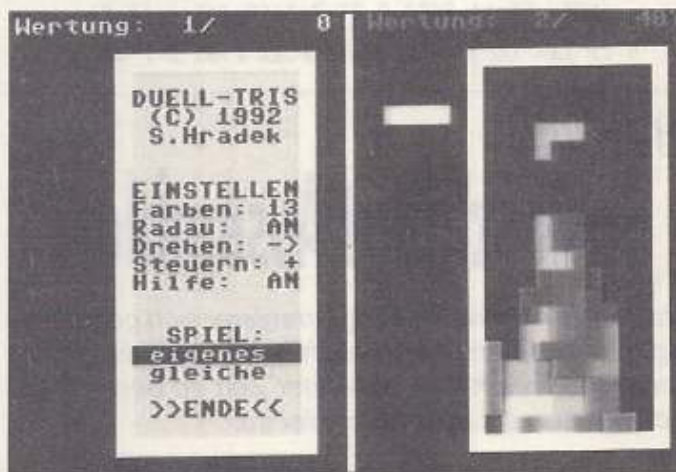 Wertung: 1/ 0
Wertung: 2/
DUELL-TRIS
(C) 1992
S.Hradek
EINSTELLEN
Farben: 13
Radau: AN
Drehen: ->
Steuern: +
Hilfe: AN
SPIEL:
eigenes
gleiche
>>ENDE<<